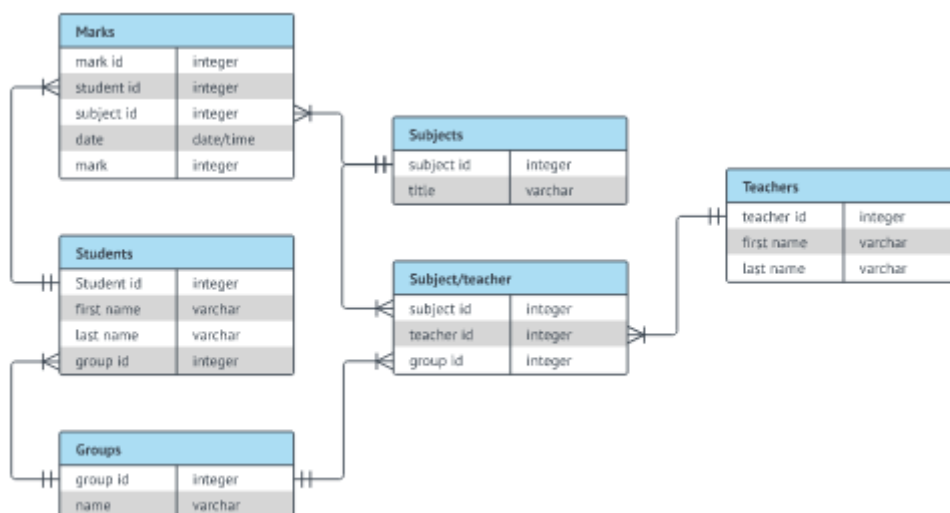 Marks
mark id integer
student id integer
subject id integer
date date/time
mark integer
Subjects
subject id integer
title varchar
Teachers
teacher id integer
first name varchar
last name varchar
Students
Student id integer
first name varchar
last name varchar
group id integer
Subject/teacher
subject id integer
teacher id integer
group id integer
Groups
group id integer
name varchar